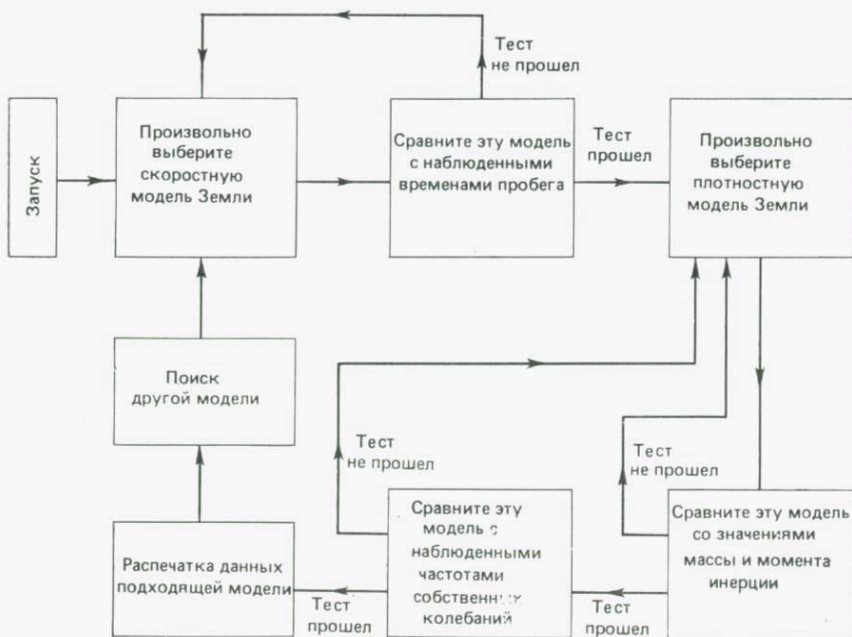 Тест
не прошел
Запуск
Произвольно
выберите
скоростную
модель Земли
Сравните эту модель
с наблюденными
временами пробега
Тест
прошел
Произвольно
выберите
плотностную
модель Земли
Поиск
другой модели
Тест
не прошел
Тест
не прошел
Распечатка данных
подходящей модели
Тест
прошел
Сравните эту
модель с
наблюденными
частотами
собственных
колебаний
Тест
прошел
Сравните эту модель
со значениями
массы и момента
инерции